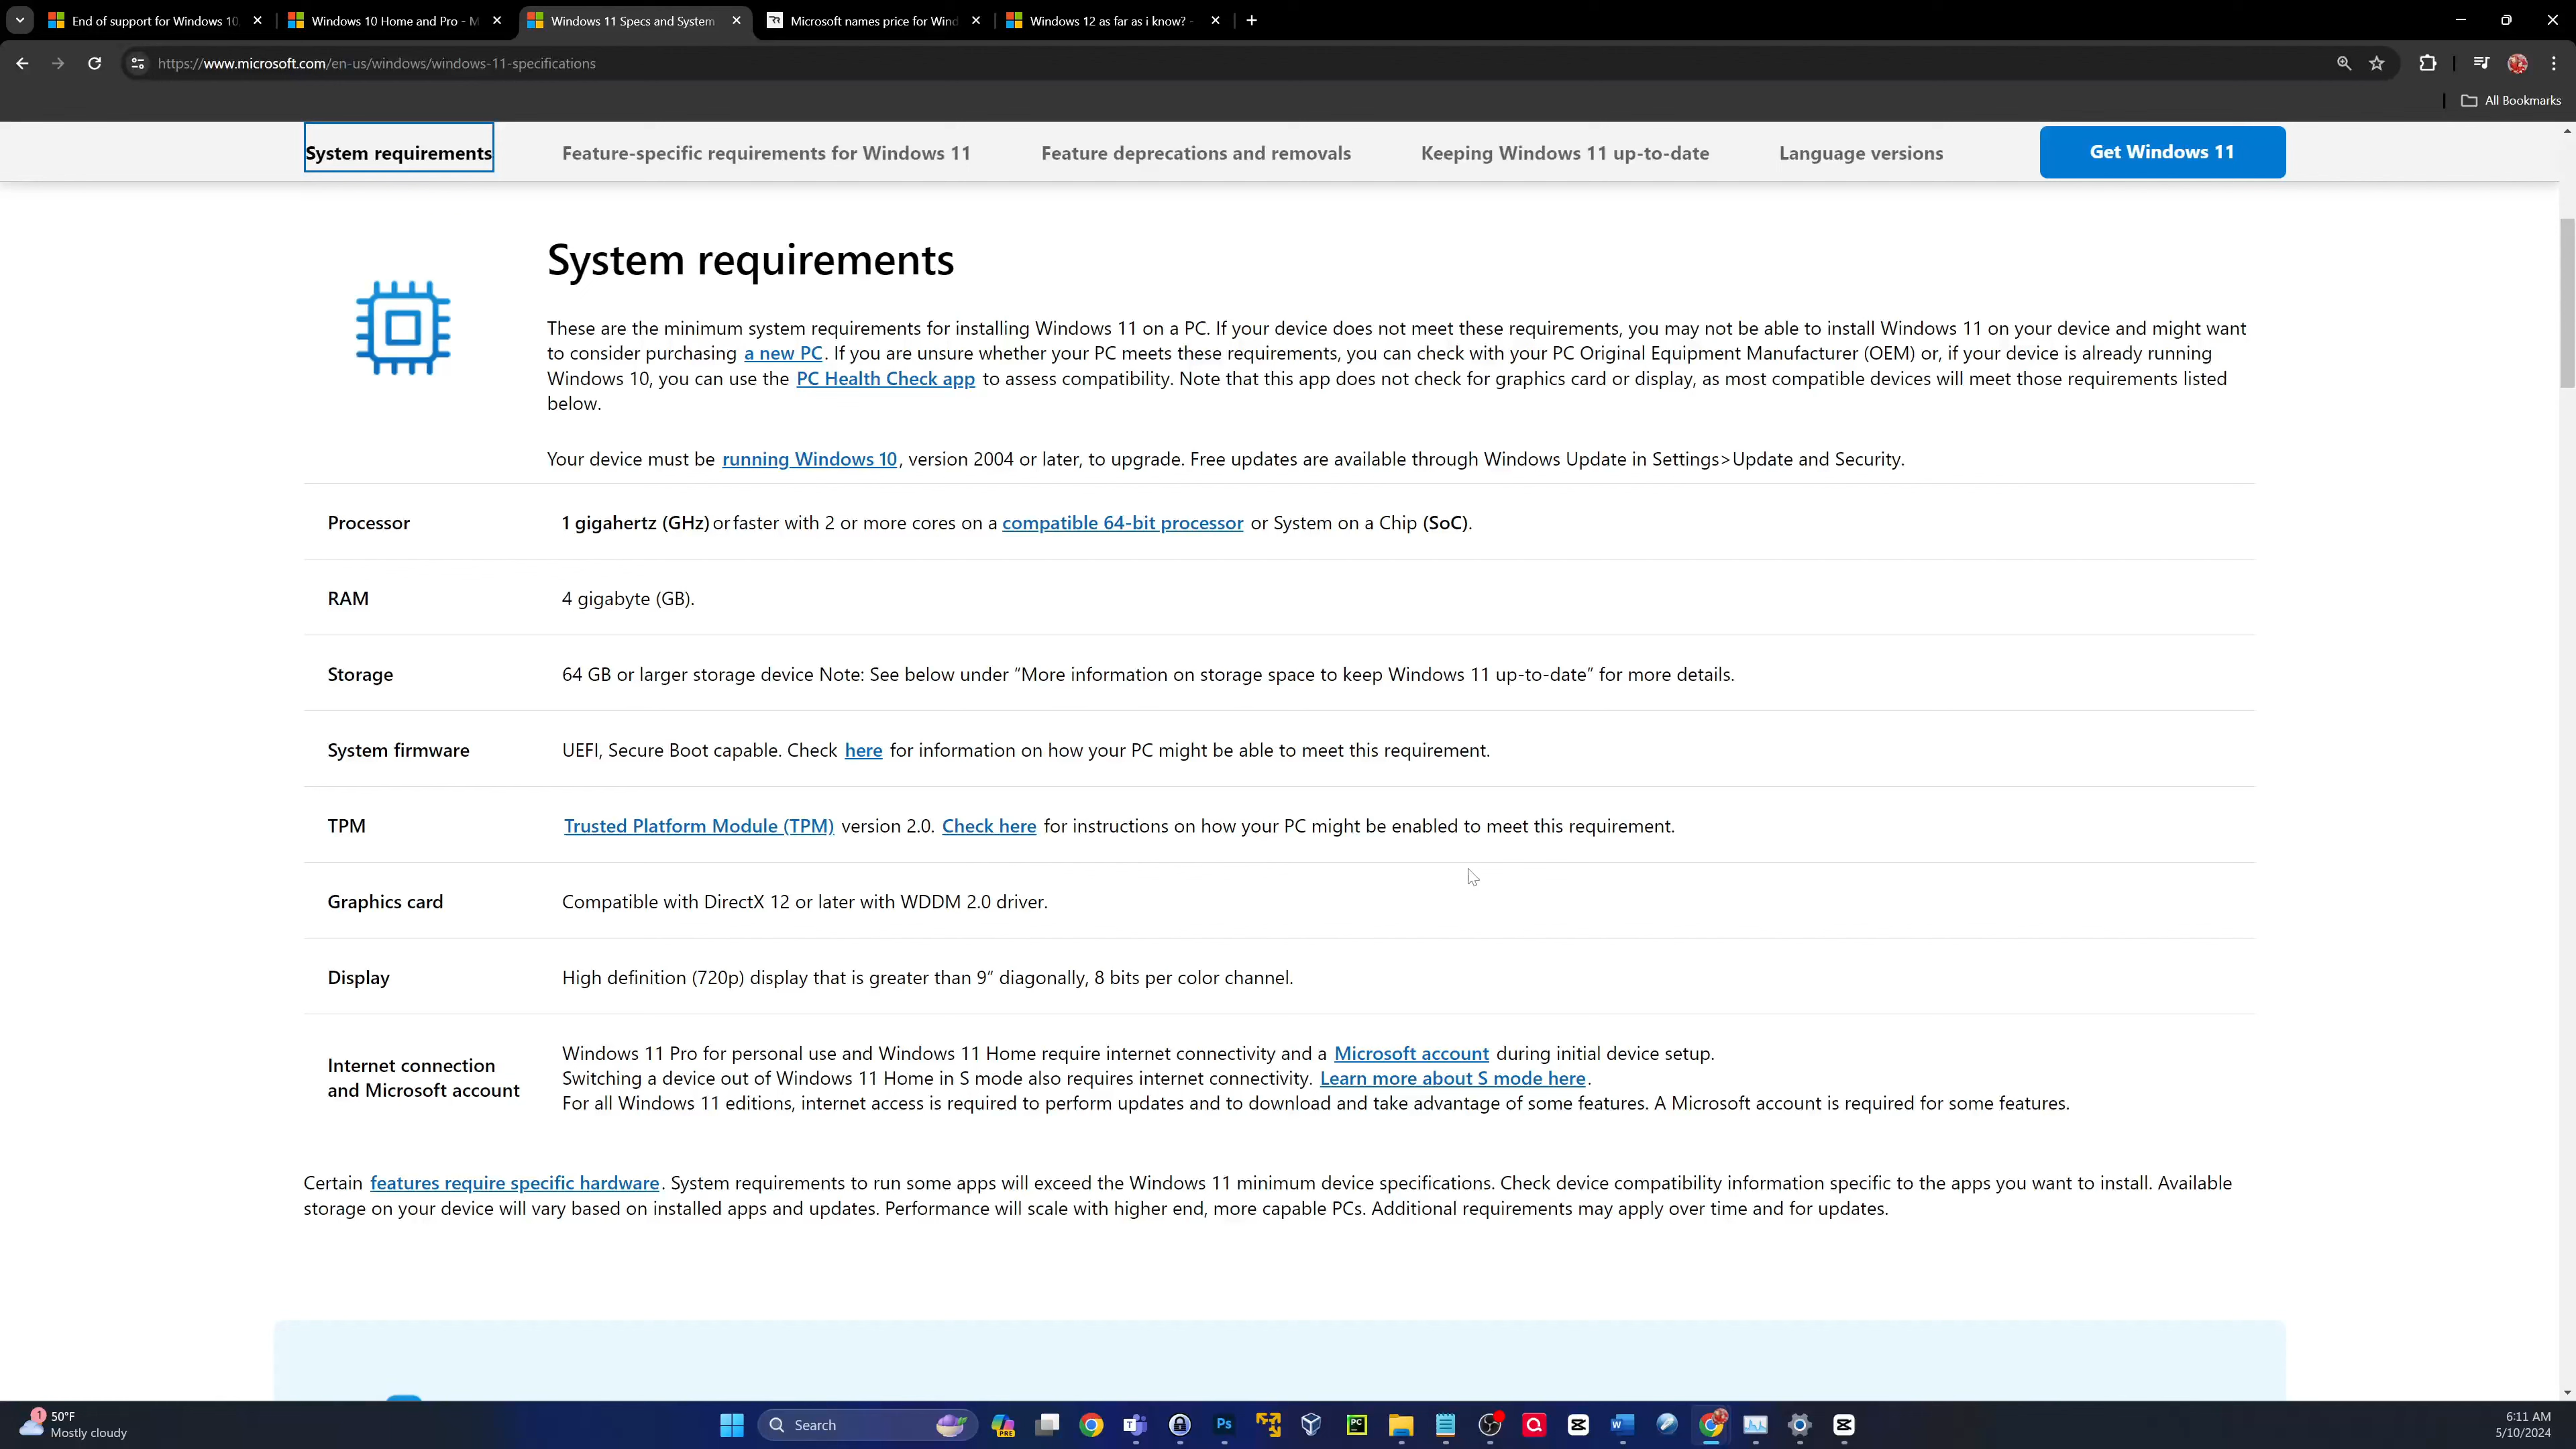 End of support for Windows 10,
Windows 10 Home and Pro - M
Windows 11 Specs and System
Microsoft names price for Wind
Windows 12 as far as i know? -
https://www.microsoft.com/en-us/windows/windows-11-specifications
All Bookmarks
System requirements
Feature-specific requirements for Windows 11
Feature deprecations and removals
Keeping Windows 11 up-to-date
Language versions
Get Windows 11
System requirements
These are the minimum system requirements for installing Windows 11 on a PC. If your device does not meet these requirements, you may not be able to install Windows 11 on your device and might want
to consider purchasing a new PC. If you are unsure whether your PC meets these requirements, you can check with your PC Original Equipment Manufacturer (OEM) or, if your device is already running
Windows 10, you can use the PC Health Check app to assess compatibility. Note that this app does not check for graphics card or display, as most compatible devices will meet those requirements listed
below.
Your device must be running Windows 10, version 2004 or later, to upgrade. Free updates are available through Windows Update in Settings>Update and Security.
Processor
1 gigahertz (GHz) or faster with 2 or more cores on a compatible 64-bit processor or System on a Chip (SoC).
RAM
4 gigabyte (GB).
Storage
64 GB or larger storage device Note: See below under “More information on storage space to keep Windows 11 up-to-date” for more details.
System firmware
UEFI, Secure Boot capable. Check here for information on how your PC might be able to meet this requirement.
TPM
Trusted Platform Module (TPM) version 2.0. Check here for instructions on how your PC might be enabled to meet this requirement.
Graphics card
Compatible with DirectX 12 or later with WDDM 2.0 driver.
Display
High definition (720p) display that is greater than 9” diagonally, 8 bits per color channel.
Internet connection
and Microsoft account
Windows 11 Pro for personal use and Windows 11 Home require internet connectivity and a Microsoft account during initial device setup.
Switching a device out of Windows 11 Home in S mode also requires internet connectivity. Learn more about S mode here.
For all Windows 11 editions, internet access is required to perform updates and to download and take advantage of some features. A Microsoft account is required for some features.
Certain features require specific hardware. System requirements to run some apps will exceed the Windows 11 minimum device specifications. Check device compatibility information specific to the apps you want to install. Available
storage on your device will vary based on installed apps and updates. Performance will scale with higher end, more capable PCs. Additional requirements may apply over time and for updates.
1
50°F
Mostly cloudy
Search
PRE
T
Ps
PC
W
6:11 AM
5/10/2024